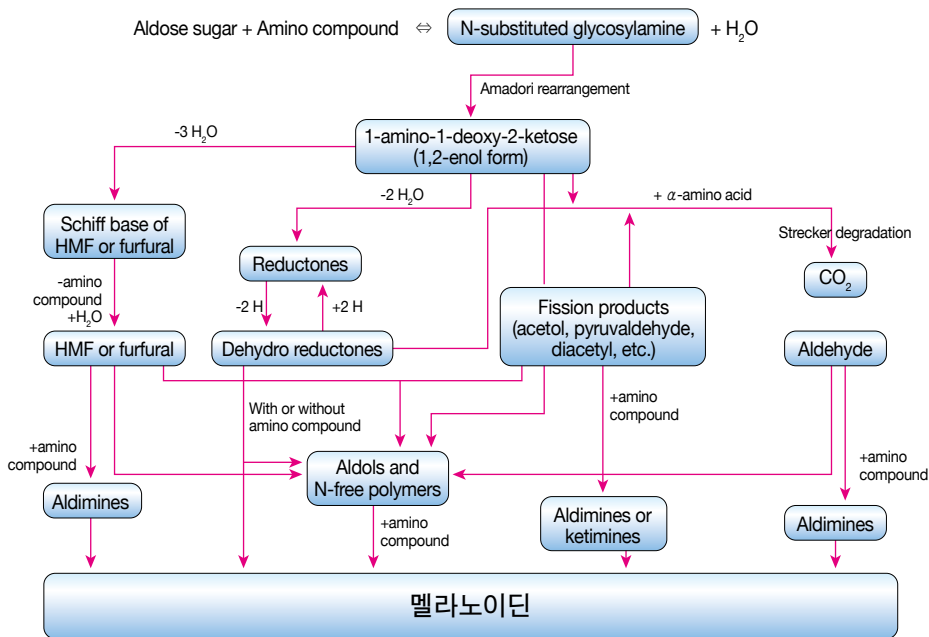 Aldose sugar + Amino compound ⇔ N-substituted glycosylamine + H₂O
Amadori rearrangement
-3 H₂O
1-amino-1-deoxy-2-ketose
(1,2-enol form)
-2 H₂O
+ α-amino acid
Schiff base of
HMF or furfural
Strecker degradation
Reductones
CO₂
-amino
compound
+H₂O
-2 H
+2 H
Fission products
(acetol, pyruvaldehyde,
diacetyl, etc.)
HMF or furfural
Dehydro reductones
Aldehyde
With or without
amino compound
+amino
compound
+amino
compound
Aldols and
N-free polymers
+amino
compound
Aldimines
+amino
compound
Aldimines or
ketimines
Aldimines
멜라노이딘